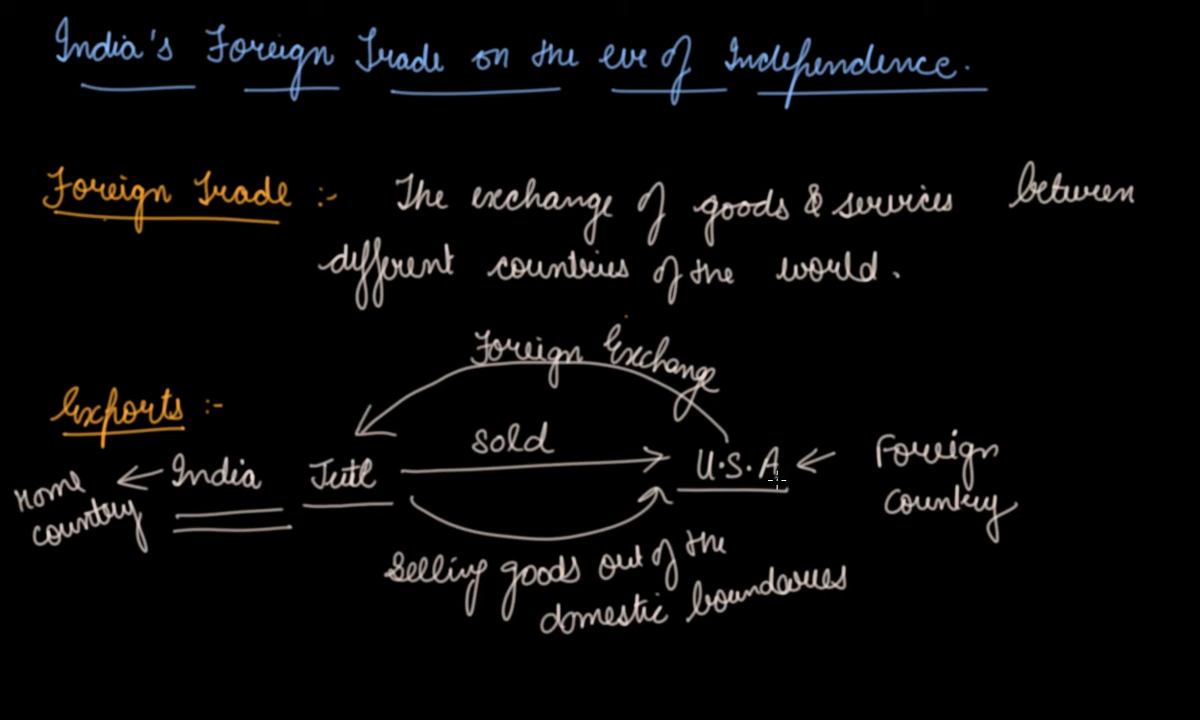 India's Foreign Trade on the eve of Independence.
Foreign Trade :- The exchange of goods & services between
different countries of the world.
Foreign Exchange
Exports :-
sold
Home country ← India Jute → U.S.A ← Foreign country
Selling goods out of the
domestic boundaries